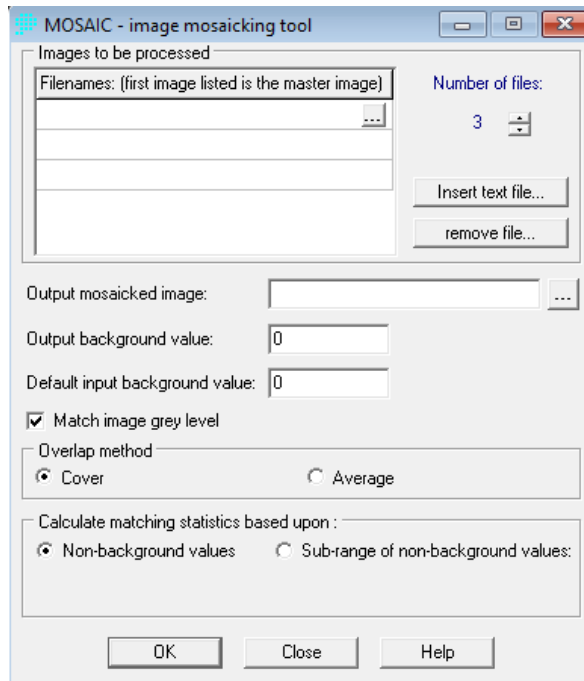 MOSAIC - image mosaicking tool
Images to be processed
Filenames: (first image listed is the master image)
Number of files:
...
3
Insert text file...
remove file...
Output mosaicked image:
...
Output background value: 0
Default input background value: 0
Match image grey level
Overlap method
Cover Average
Calculate matching statistics based upon :
Non-background values Sub-range of non-background values:
OK Close Help